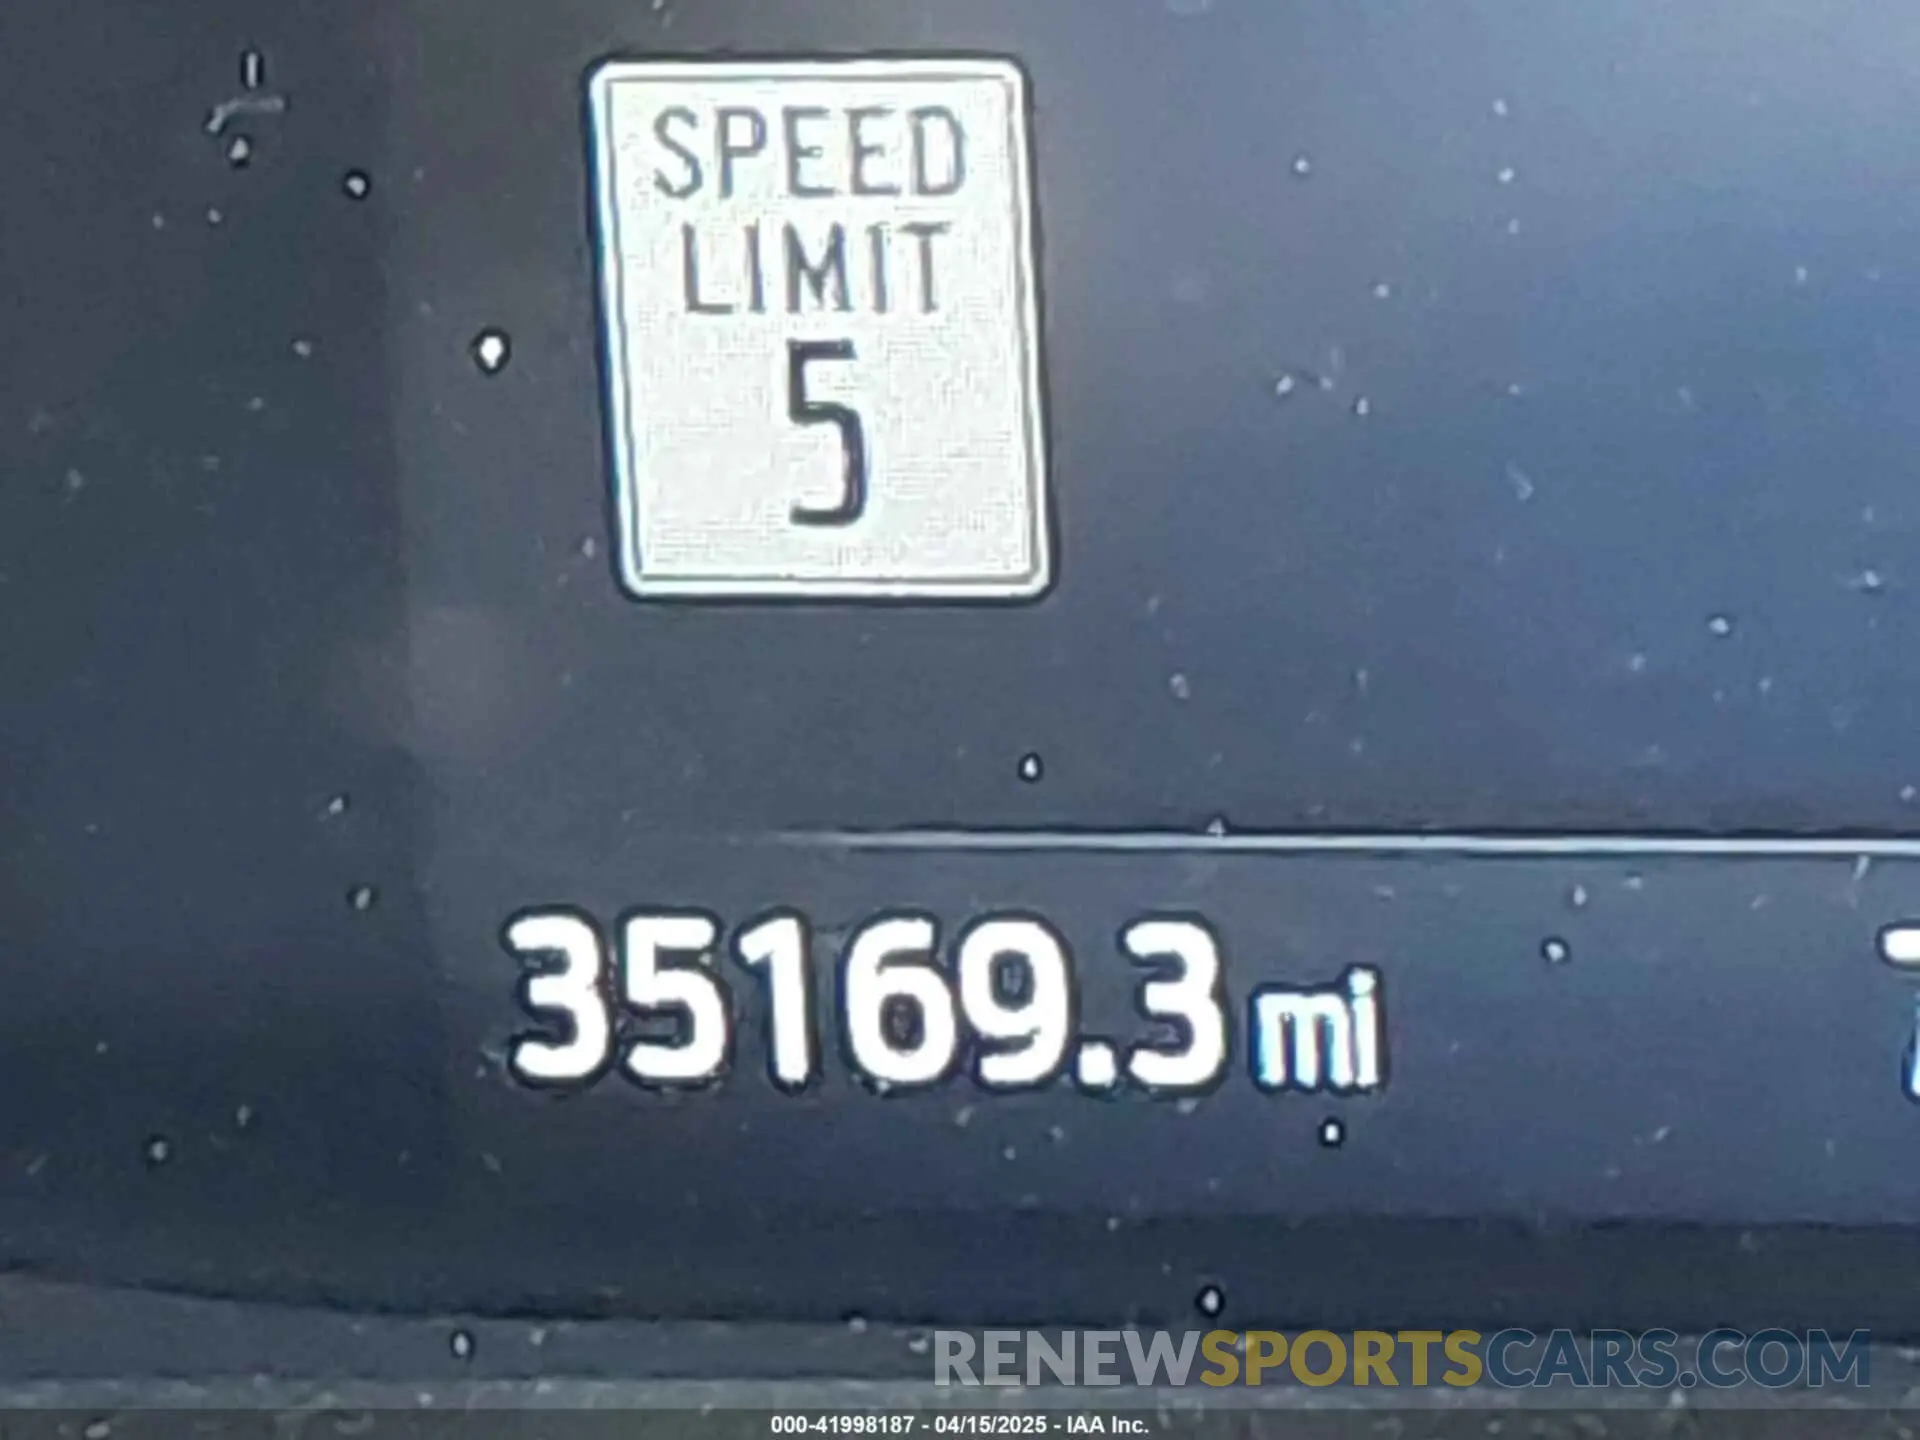 SPEED
LIMIT
5
35169.3 mi
RENEWSPORTSCARS.COM
000-41998187 - 04/15/2025 - IAA Inc.